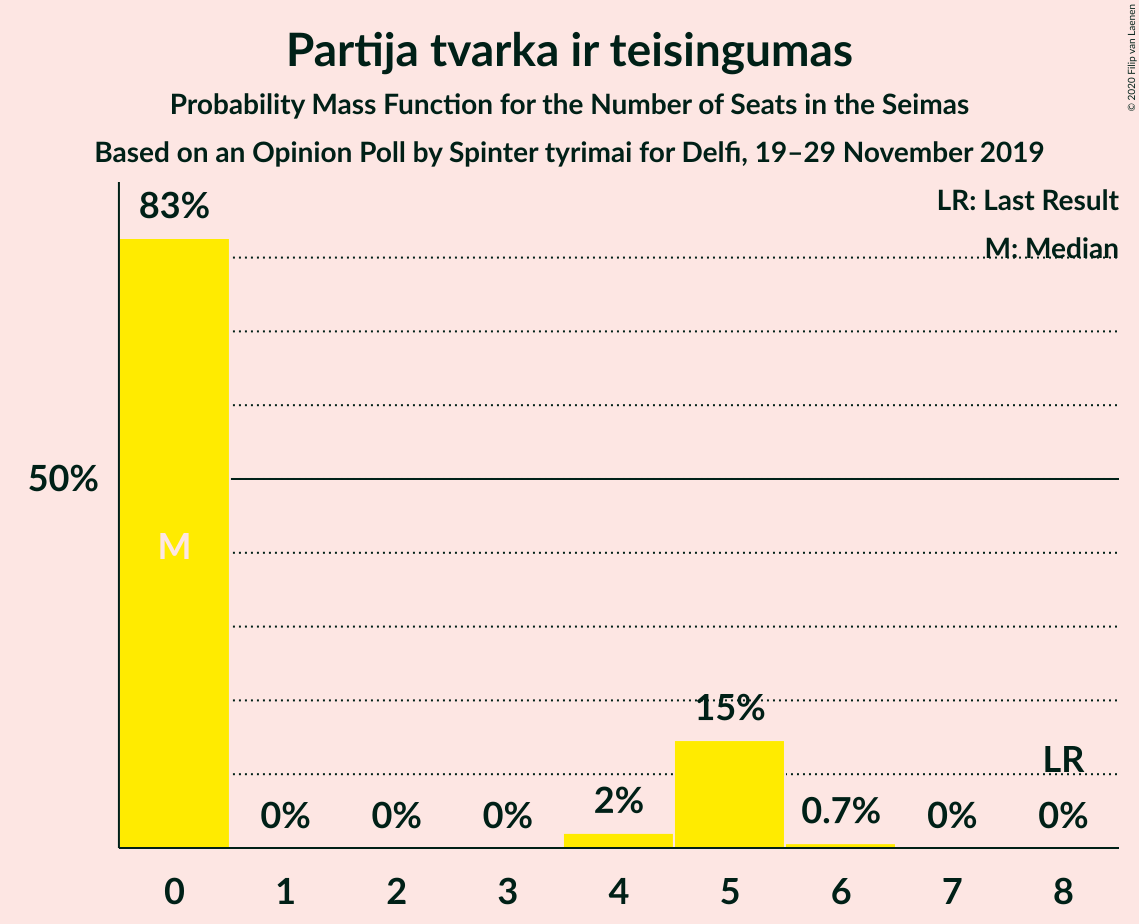 Partija tvarka ir teisingumas
Probability Mass Function for the Number of Seats in the Seimas
Based on an Opinion Poll by Spinter tyrimai for Delfi, 19–29 November 2019
© 2020 Filip van Laenen
LR: Last Result
M: Median
83%
50%
M
15%
LR
2%
0.7%
0% 0% 0% 0% 0%
0 1 2 3 4 5 6 7 8